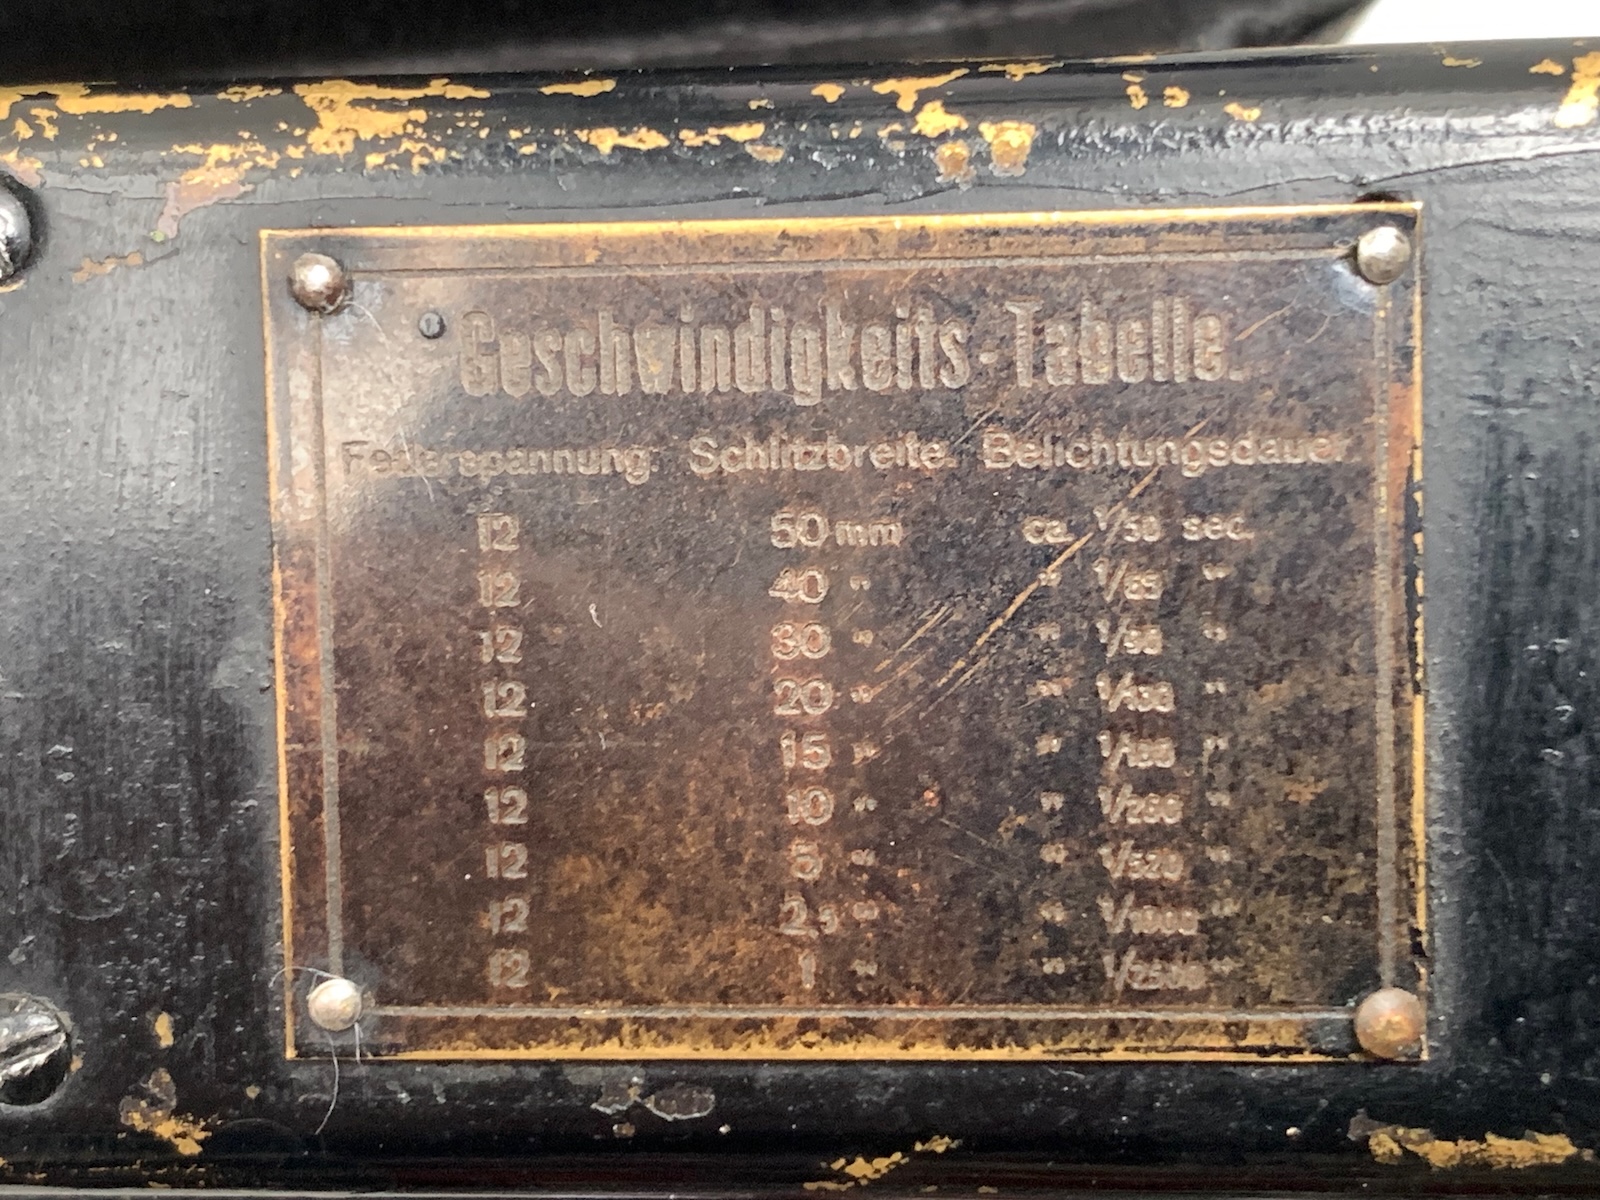 Geschwindigkeits-Tabelle.
Federspannung. Schlitzbreite. Belichtungsdauer.
12 50 mm ca. 1/50 sec.
12 40 " " 1/65 "
12 30 " " 1/90 "
12 20 " " 1/130 "
12 15 " " "
12 10 " " 1/260 "
12 5 " " 1/520 "
12 2,5 " " 1/1000 "
12 1 " " 1/2500 "